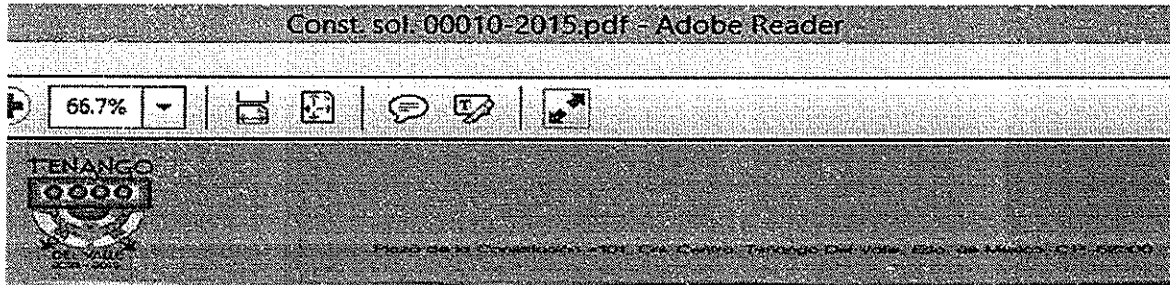 Const. sol. 00010-2015.pdf - Adobe Reader
66.7%
TENANGO
DEL VALLE
Plaza de la Constitución #101, Col. Centro, Tenango Del Valle, Edo. de México, C.P.